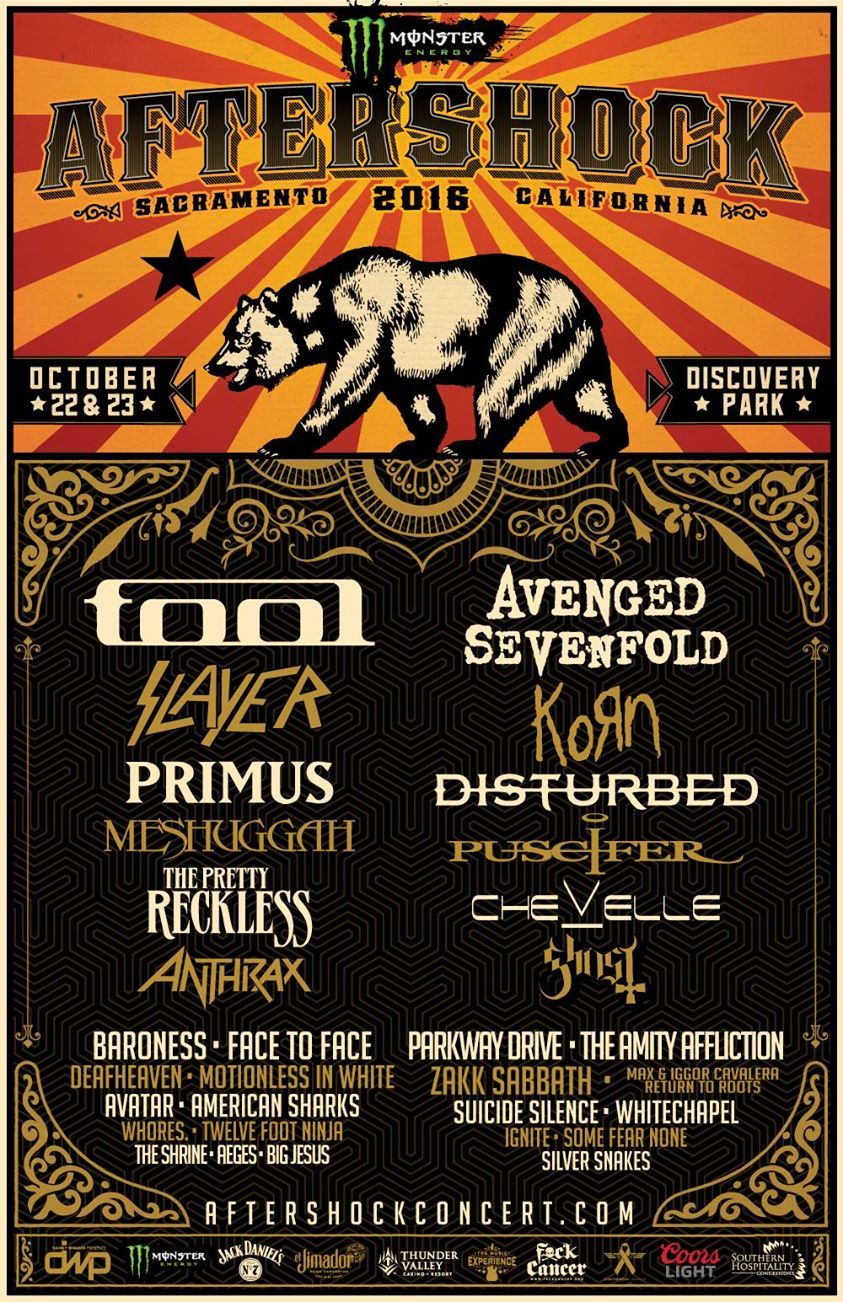 MONSTER
ENERGY
AFTERSHOCK
SACRAMENTO 2016 CALIFORNIA
OCTOBER
22 & 23
DISCOVERY
PARK
TOOL
SLAYER
PRIMUS
MESHUGGAH
THE PRETTY
RECKLESS
ANTHRAX
BARONESS · FACE TO FACE
DEAFHEAVEN · MOTIONLESS IN WHITE
AVATAR · AMERICAN SHARKS
WHORES. · TWELVE FOOT NINJA
THE SHRINE · AEGES · BIG JESUS
AVENGED
SEVENFOLD
KoЯn
DISTURBED
PUSCIFER
CHEVELLE
Ghost
PARKWAY DRIVE · THE AMITY AFFLICTION
ZAKK SABBATH · MAX & IGGOR CAVALERA
RETURN TO ROOTS
SUICIDE SILENCE · WHITECHAPEL
IGNITE · SOME FEAR NONE
SILVER SNAKES
AFTERSHOCKCONCERT.COM
dwp
MONSTER
ENERGY
JACK DANIEL'S
No 7
el Jimador
THUNDER
VALLEY
CASINO · RESORT
THE MUSIC
EXPERIENCE
F*ck
Cancer
Coors
LIGHT
SOUTHERN
HOSPITALITY
CONCESSIONS